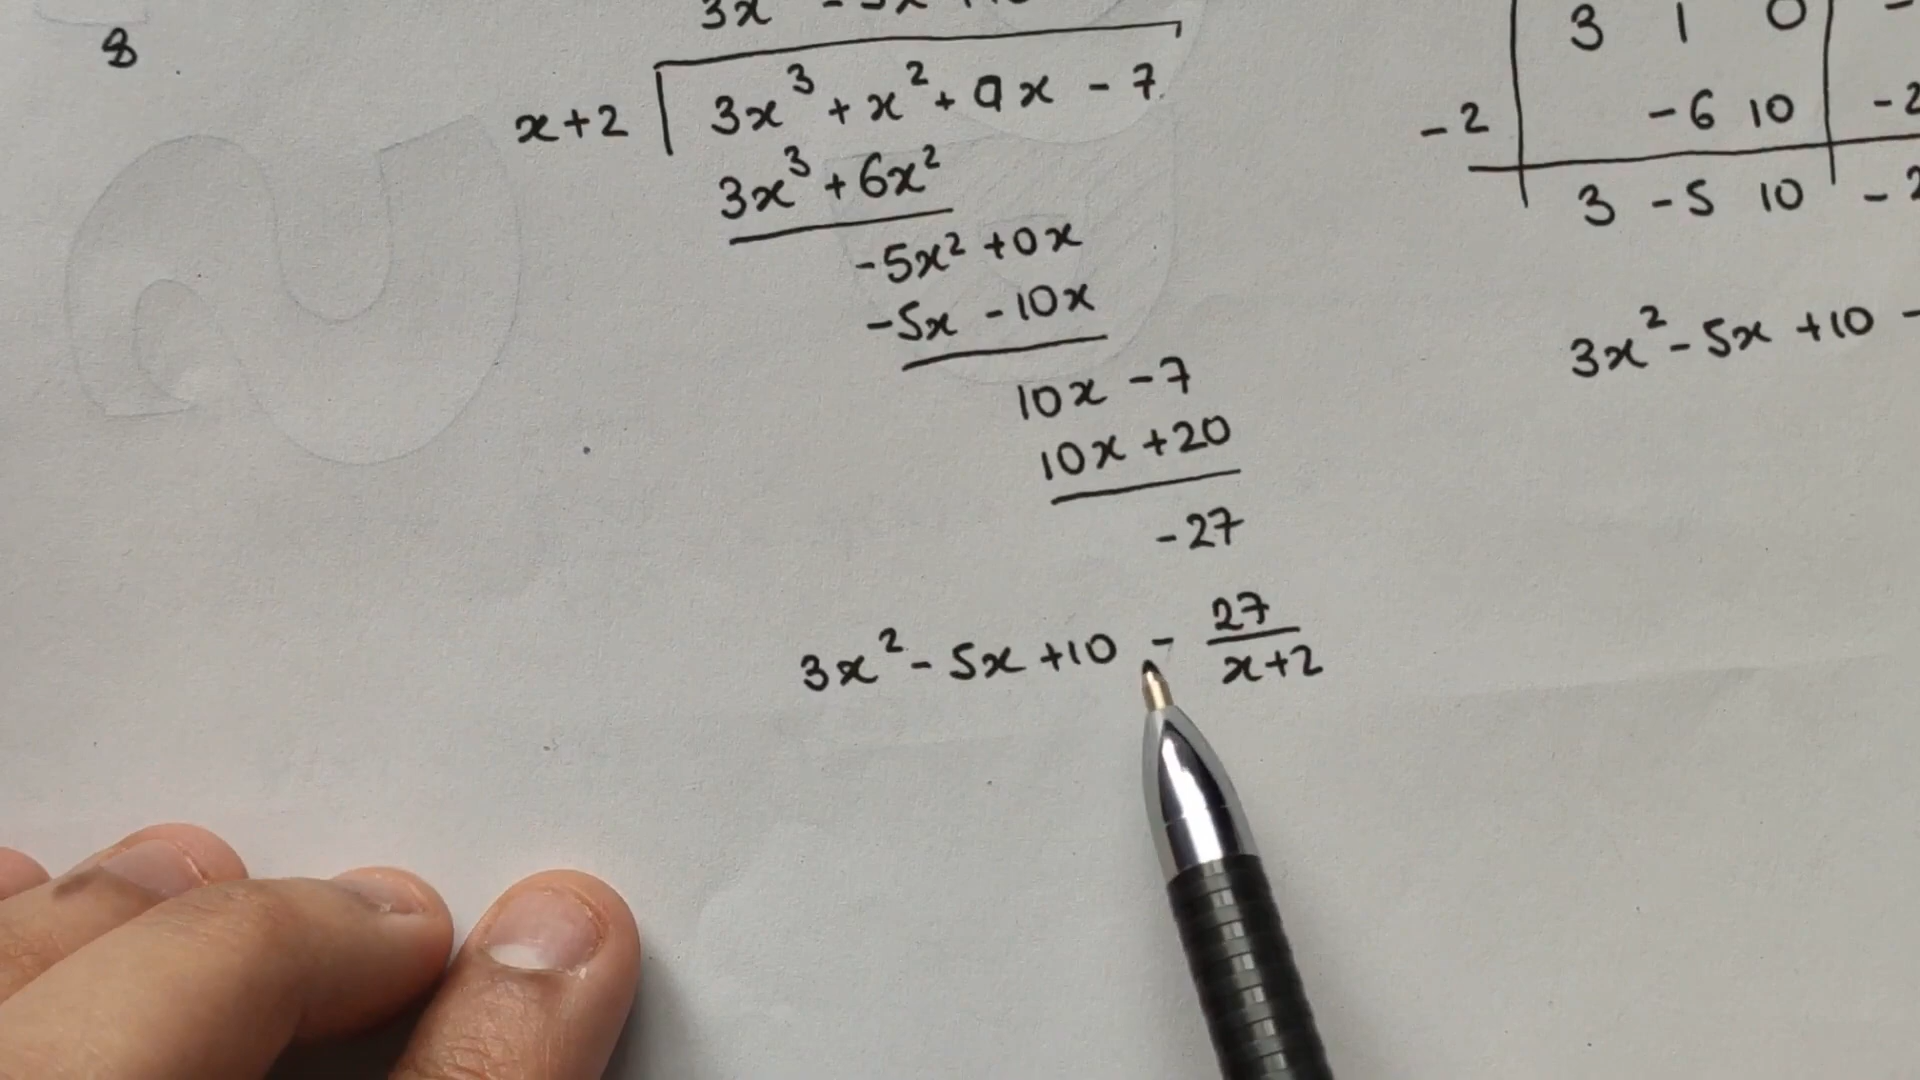 8
x+2 3x³ + x² + 0x - 7
3x³ + 6x²
-5x² + 0x
-5x - 10x
10x - 7
10x + 20
-27
3x² - 5x + 10 - 27/(x+2)
3 1 0
-2 -6 10
3 -5 10
3x² - 5x + 10 -